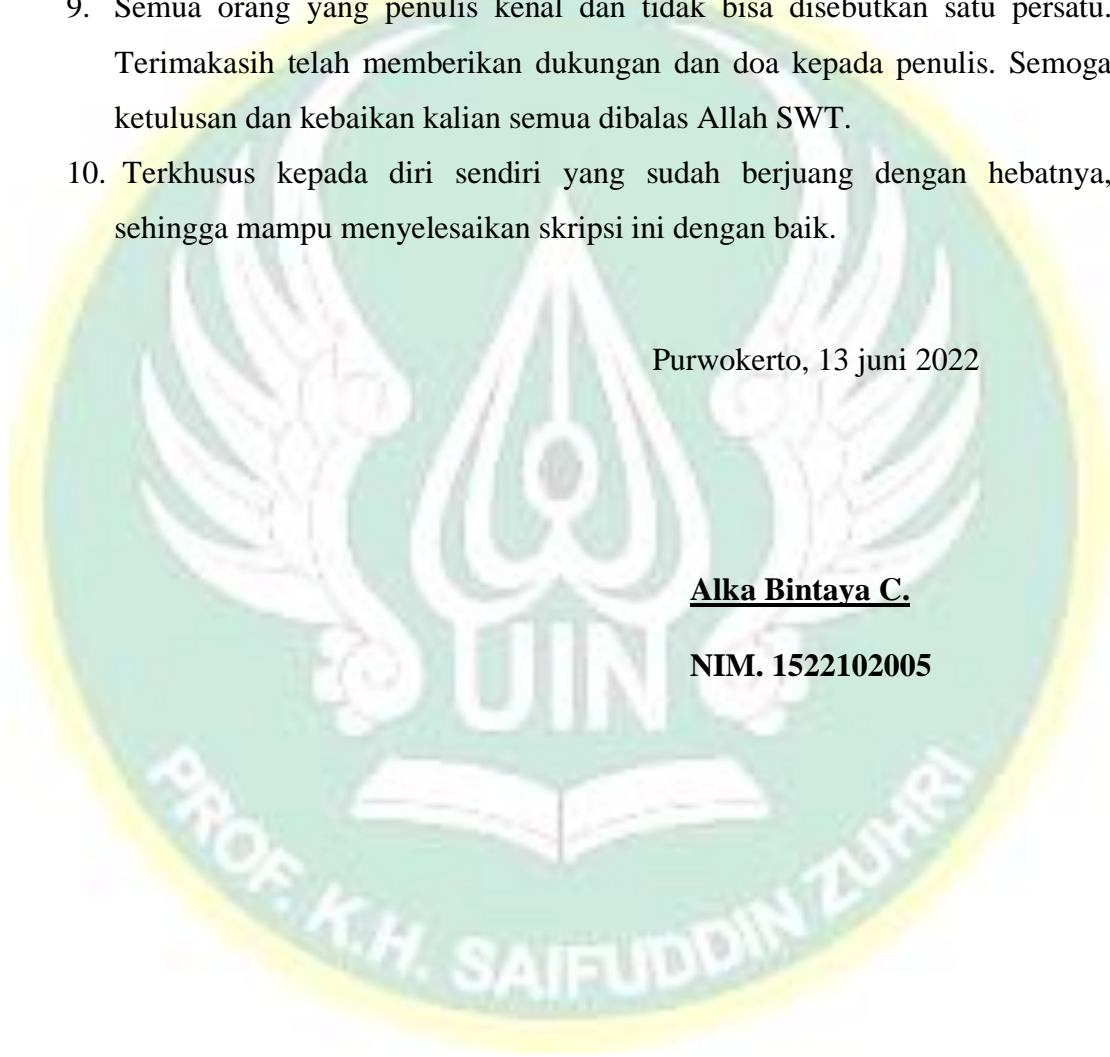 9. Semua orang yang penulis kenal dan tidak bisa disebutkan satu persatu.
Terimakasih telah memberikan dukungan dan doa kepada penulis. Semoga
ketulusan dan kebaikan kalian semua dibalas Allah SWT.
10. Terkhusus kepada diri sendiri yang sudah berjuang dengan hebatnya,
sehingga mampu menyelesaikan skripsi ini dengan baik.
Purwokerto, 13 juni 2022
Alka Bintaya C.
NIM. 1522102005
UIN
PROF. K.H. SAIFUDDIN ZUHRI